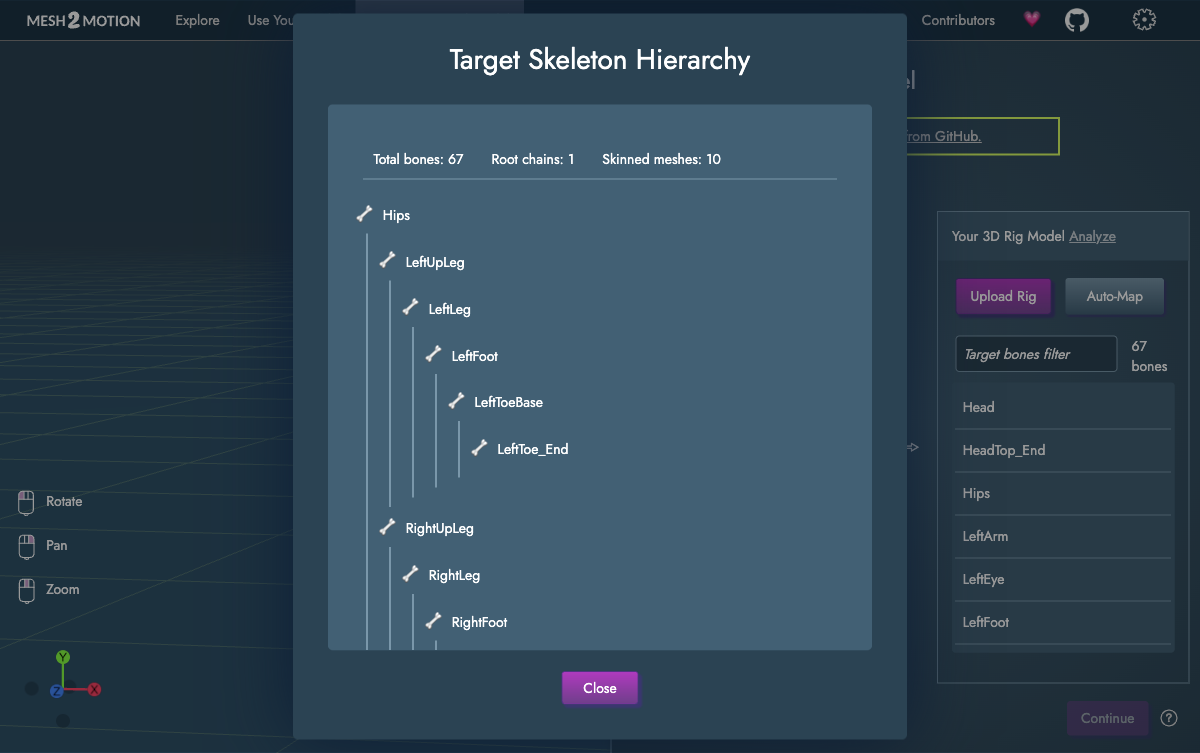 MESH2MOTION
Explore
Use You
Contributors
Target Skeleton Hierarchy
el
from GitHub.
Total bones: 67
Root chains: 1
Skinned meshes: 10
Hips
LeftUpLeg
LeftLeg
LeftFoot
LeftToeBase
LeftToe_End
RightUpLeg
RightLeg
RightFoot
Close
Your 3D Rig Model Analyze
Upload Rig
Auto-Map
Target bones filter
67
bones
Head
HeadTop_End
Hips
LeftArm
LeftEye
LeftFoot
Continue
?
Rotate
Pan
Zoom
Y
Z
X